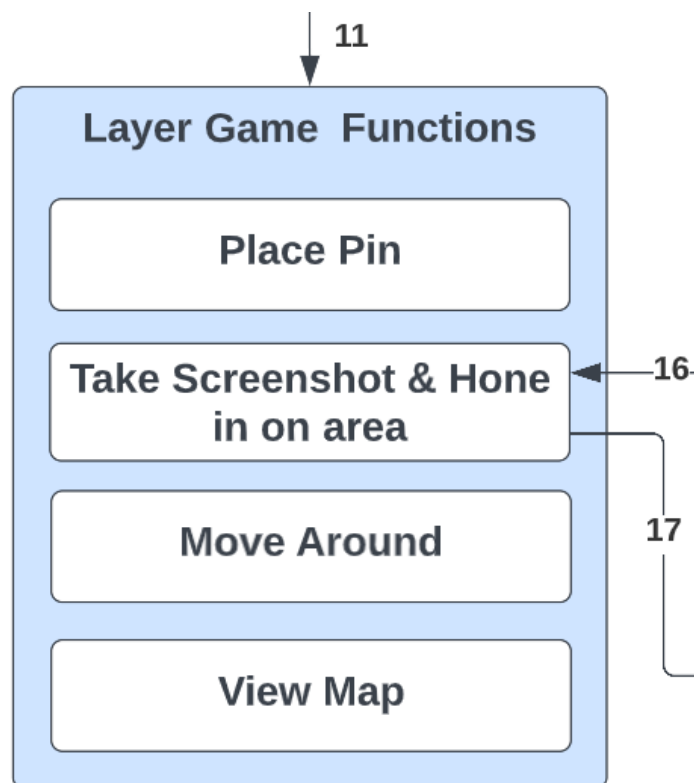 11
Layer Game  Functions
Place Pin
Take Screenshot & Hone
in on area
16
17
Move Around
View Map